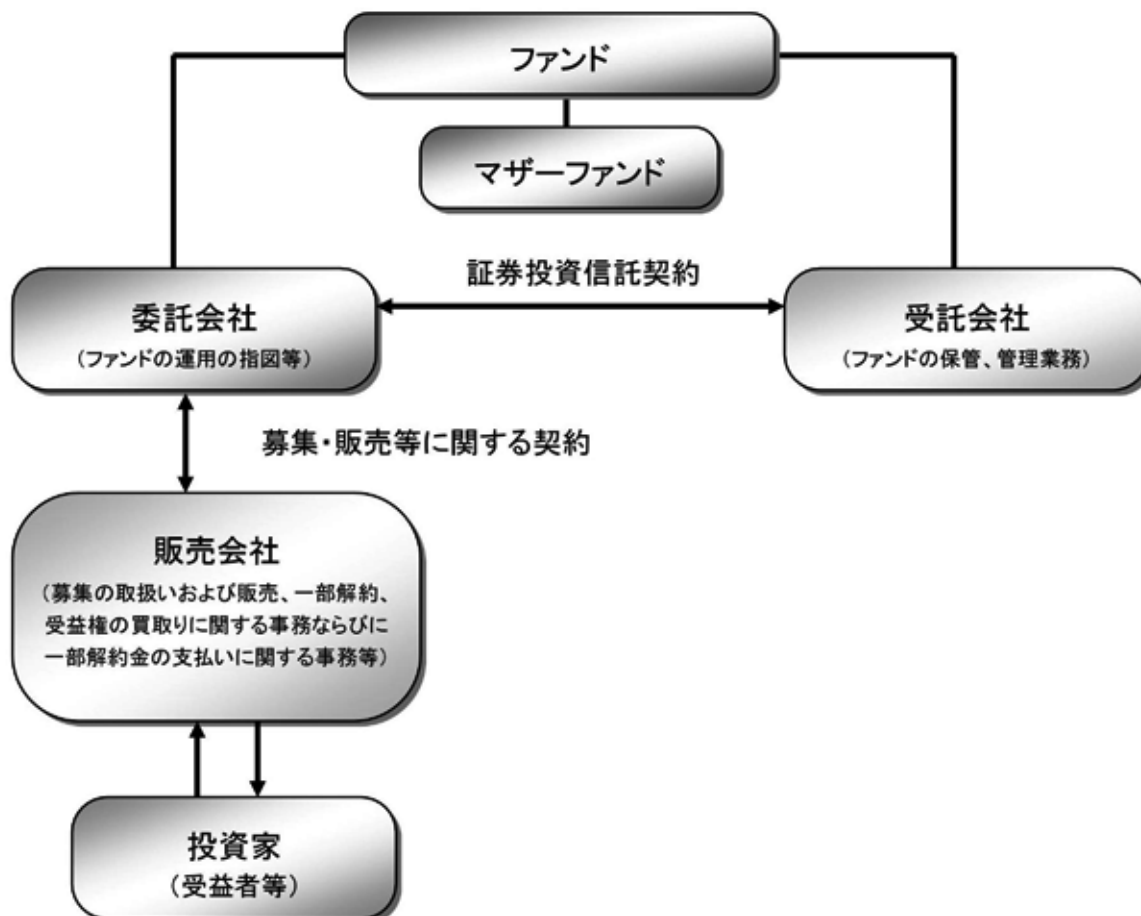 ファンド
マザーファンド
証券投資信託契約
委託会社
（ファンドの運用の指図等）
受託会社
（ファンドの保管、管理業務）
募集・販売等に関する契約
販売会社
（募集の取扱いおよび販売、一部解約、
受益権の買取りに関する事務ならびに
一部解約金の支払いに関する事務等）
投資家
（受益者等）